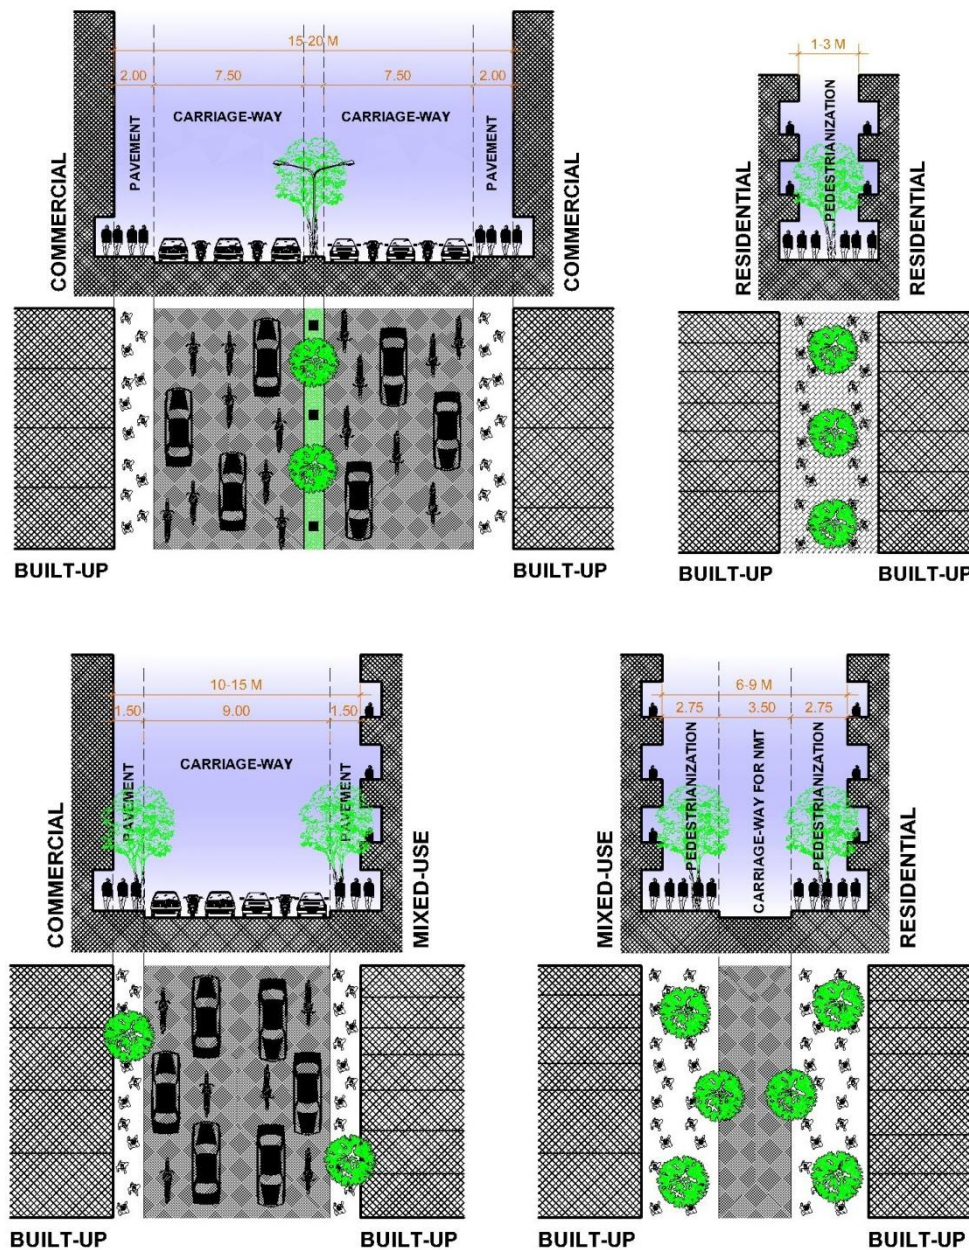 15-20 M
2.00
7.50
7.50
2.00
CARRIAGE-WAY
CARRIAGE-WAY
PAVEMENT
PAVEMENT
COMMERCIAL
COMMERCIAL
BUILT-UP
BUILT-UP
1-3 M
PEDESTRIANIZATION
RESIDENTIAL
RESIDENTIAL
BUILT-UP
BUILT-UP
10-15 M
1.50
9.00
1.50
CARRIAGE-WAY
PAVEMENT
PAVEMENT
COMMERCIAL
MIXED-USE
BUILT-UP
BUILT-UP
6-9 M
2.75
3.50
2.75
PEDESTRIANIZATION
CARRIAGE-WAY FOR NMT
PEDESTRIANIZATION
MIXED-USE
RESIDENTIAL
BUILT-UP
BUILT-UP